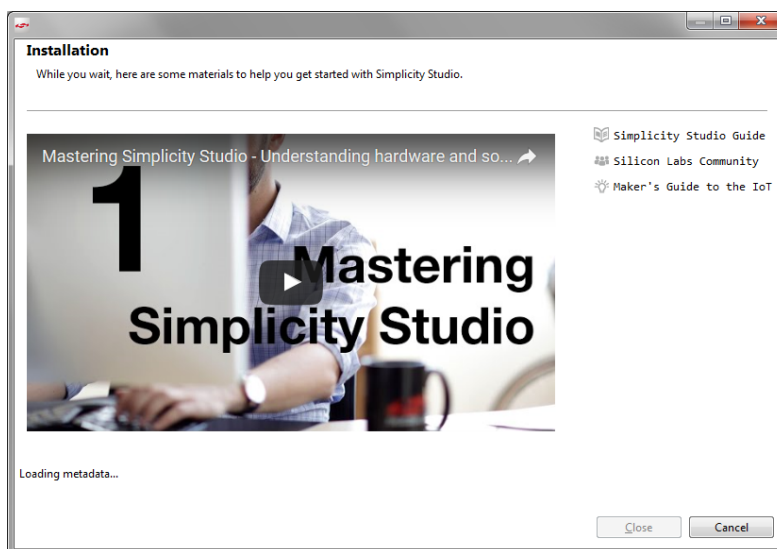 Installation
While you wait, here are some materials to help you get started with Simplicity Studio.
Mastering Simplicity Studio - Understanding hardware and so...
1
Mastering
Simplicity Studio
Simplicity Studio Guide
Silicon Labs Community
Maker's Guide to the IoT
Loading metadata...
Close
Cancel